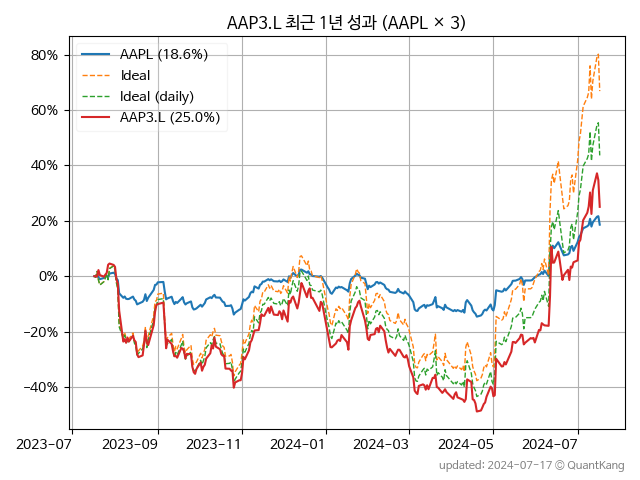 AAP3.L 최근 1년 성과 (AAPL × 3)
AAPL (18.6%)
Ideal
Ideal (daily)
AAP3.L (25.0%)
80%
60%
40%
20%
0%
−20%
−40%
2023-07 2023-09 2023-11 2024-01 2024-03 2024-05 2024-07
updated: 2024-07-17 © QuantKang